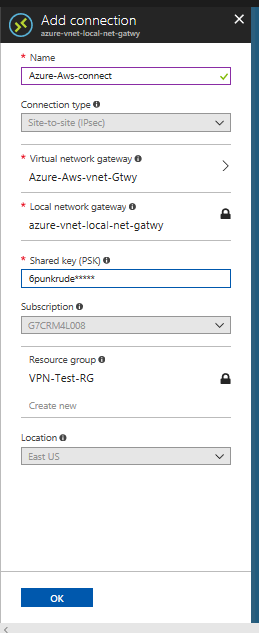 Add connection
azure-vnet-local-net-gatwy
* Name
Azure-Aws-connect
Connection type
Site-to-site (IPsec)
* Virtual network gateway
Azure-Aws-vnet-Gtwy
* Local network gateway
azure-vnet-local-net-gatwy
* Shared key (PSK)
6punkrude*****
Subscription
G7CRM4L008
Resource group
VPN-Test-RG
Create new
Location
East US
OK